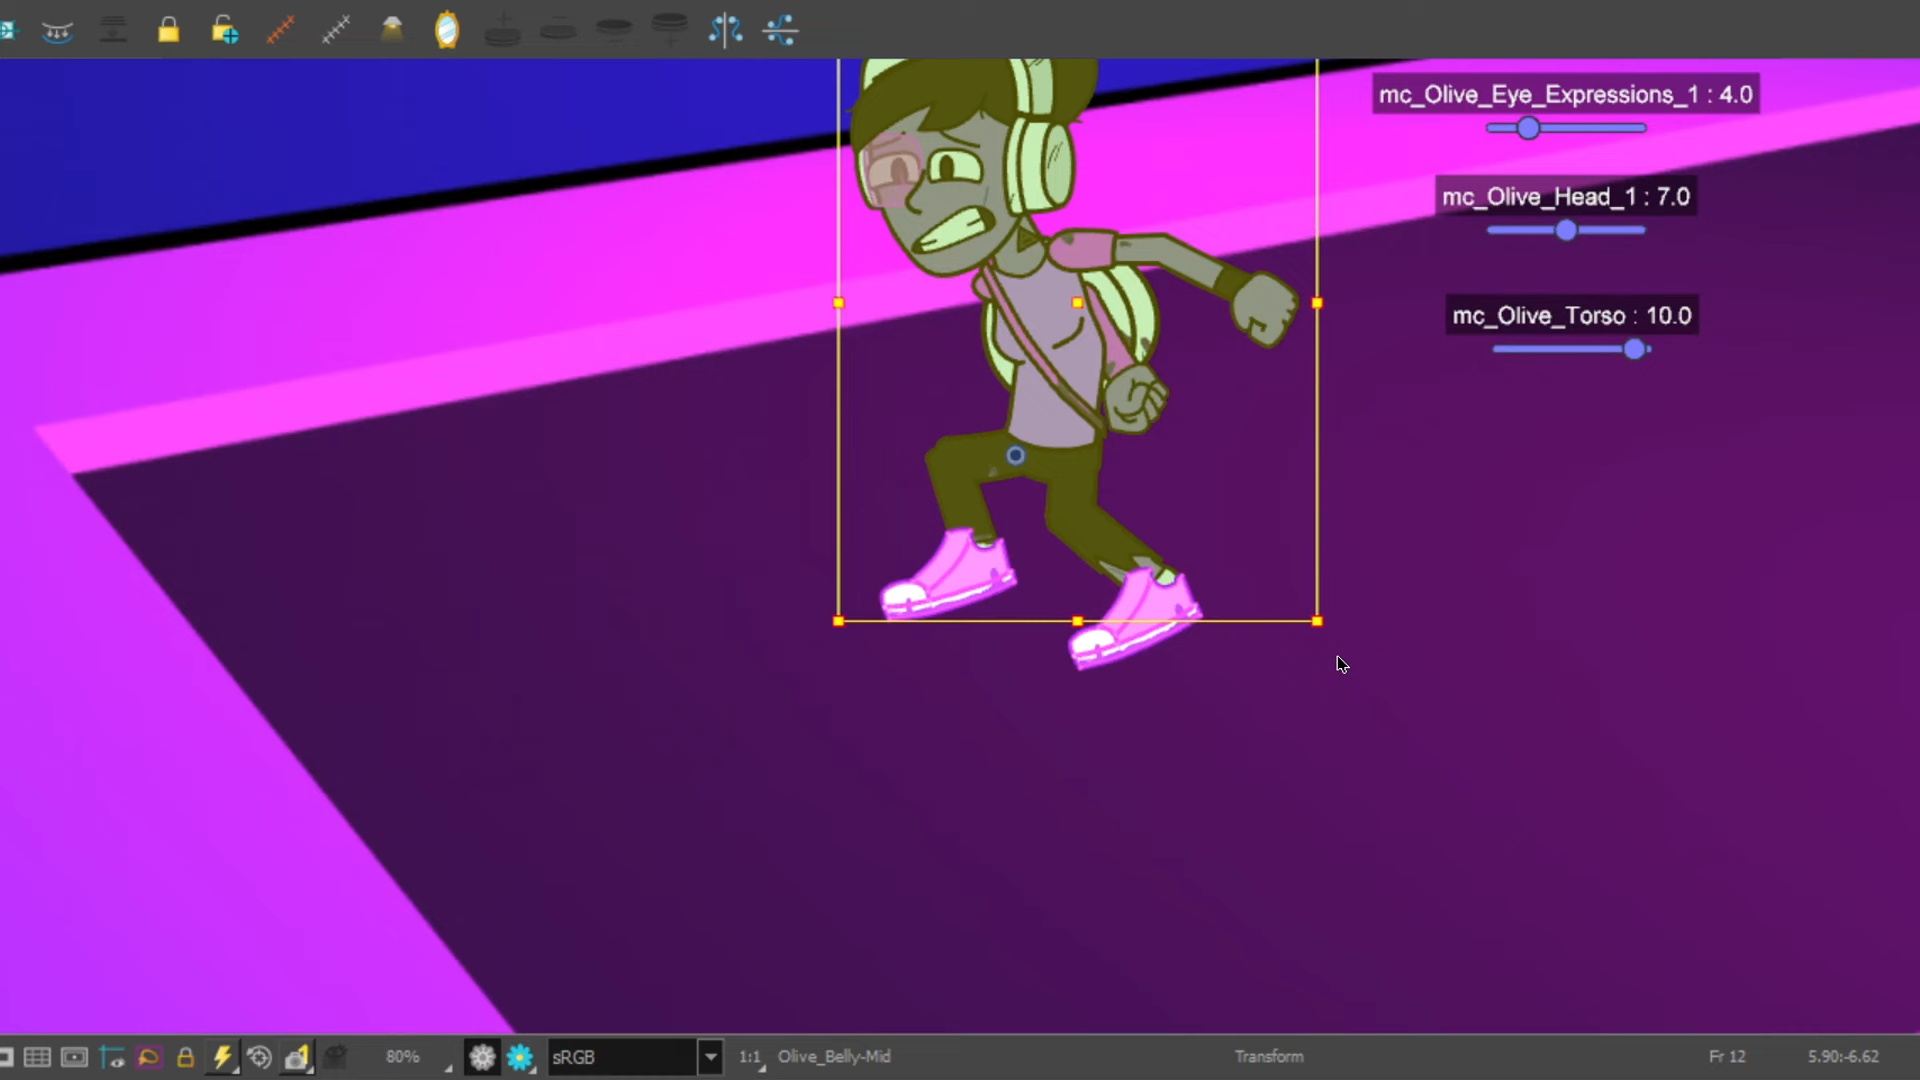 mc_Olive_Eye_Expressions_1 : 4.0
mc_Olive_Head_1 : 7.0
mc_Olive_Torso : 10.0
80%
sRGB
1:1
Olive_Belly-Mid
Transform
Fr 12
5.90:-6.62